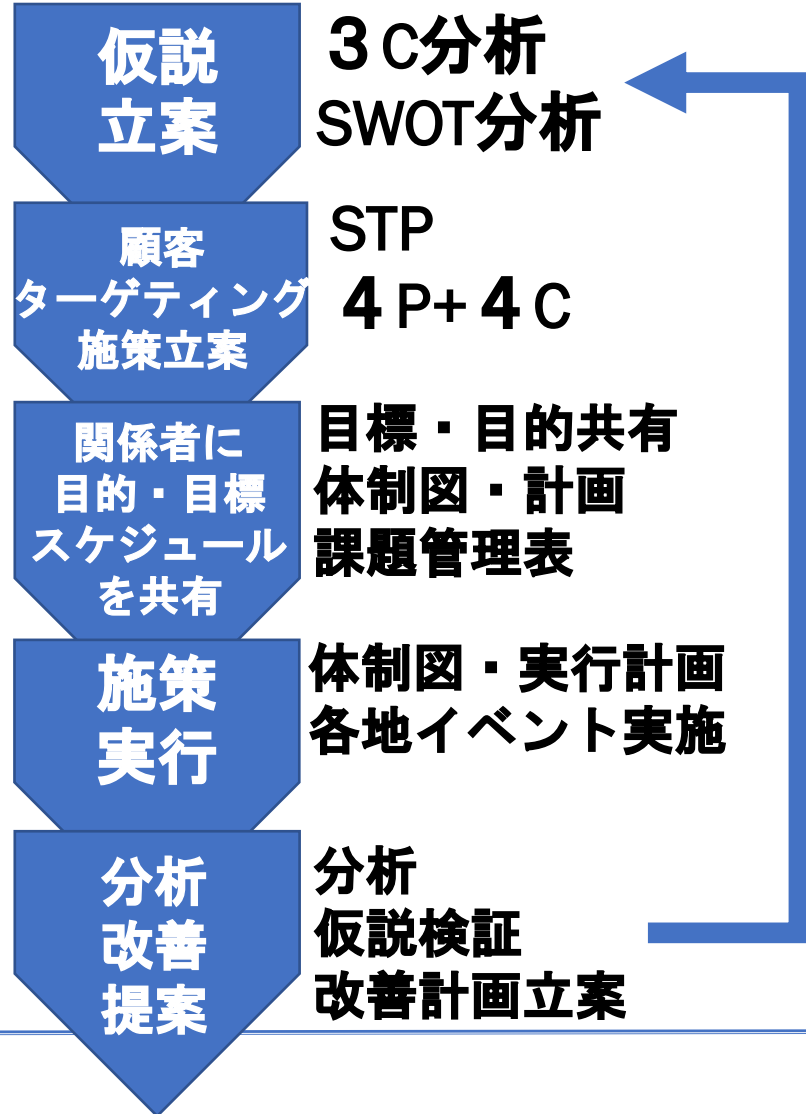 仮説
立案
３C分析
SWOT分析
顧客
ターゲティング
施策立案
STP
４P+４C
関係者に
目的・目標
スケジュール
を共有
目標・目的共有
体制図・計画
課題管理表
施策
実行
体制図・実行計画
各地イベント実施
分析
改善
提案
分析
仮説検証
改善計画立案